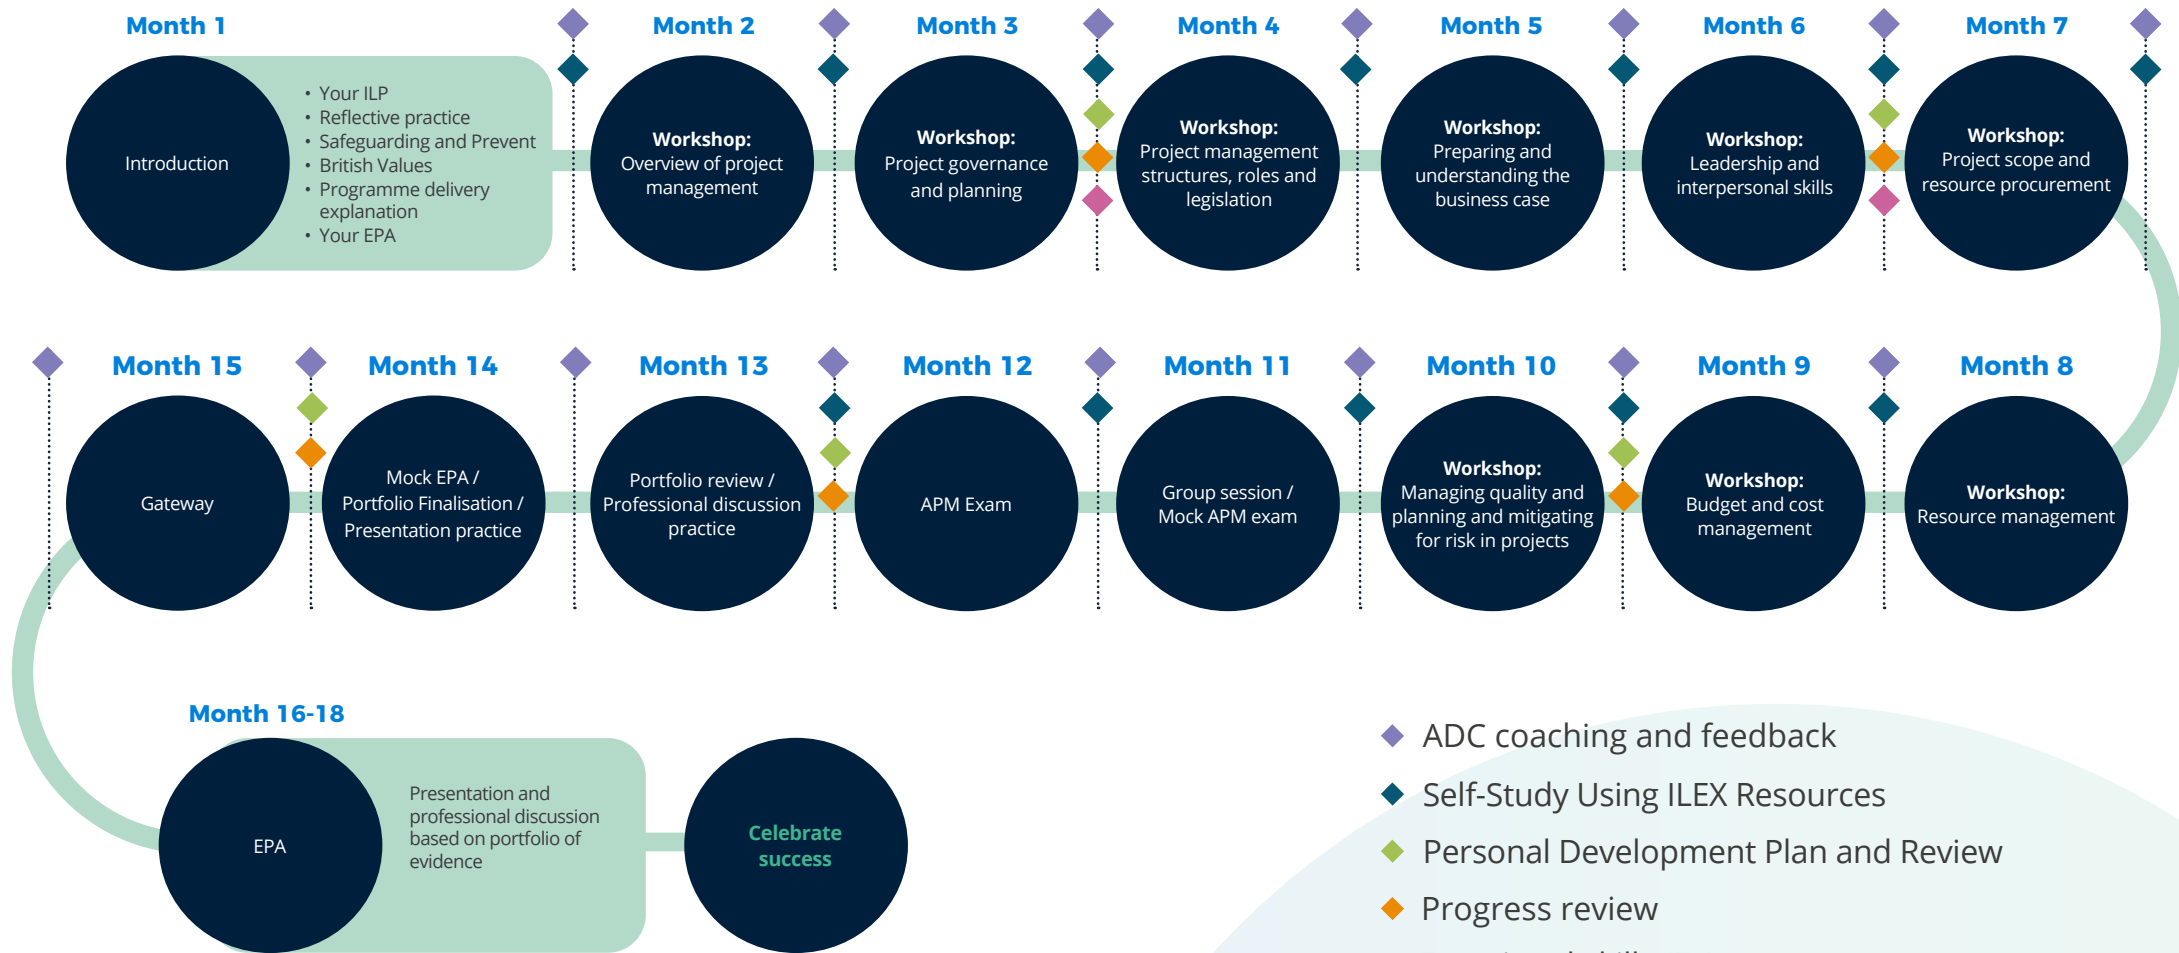 Month 1
Month 2
Month 3
Month 4
Month 5
Month 6
Month 7
Introduction
• Your ILP
• Reflective practice
• Safeguarding and Prevent
• British Values
• Programme delivery
explanation
• Your EPA
Workshop:
Overview of project
management
Workshop:
Project governance
and planning
Workshop:
Project management
structures, roles and
legislation
Workshop:
Preparing and
understanding the
business case
Workshop:
Leadership and
interpersonal skills
Workshop:
Project scope and
resource procurement
Month 15
Month 14
Month 13
Month 12
Month 11
Month 10
Month 9
Month 8
Gateway
Mock EPA /
Portfolio Finalisation /
Presentation practice
Portfolio review /
Professional discussion
practice
APM Exam
Group session /
Mock APM exam
Workshop:
Managing quality and
planning and mitigating
for risk in projects
Workshop:
Budget and cost
management
Workshop:
Resource management
Month 16-18
EPA
Presentation and
professional discussion
based on portfolio of
evidence
Celebrate
success
ADC coaching and feedback
Self-Study Using ILEX Resources
Personal Development Plan and Review
Progress review